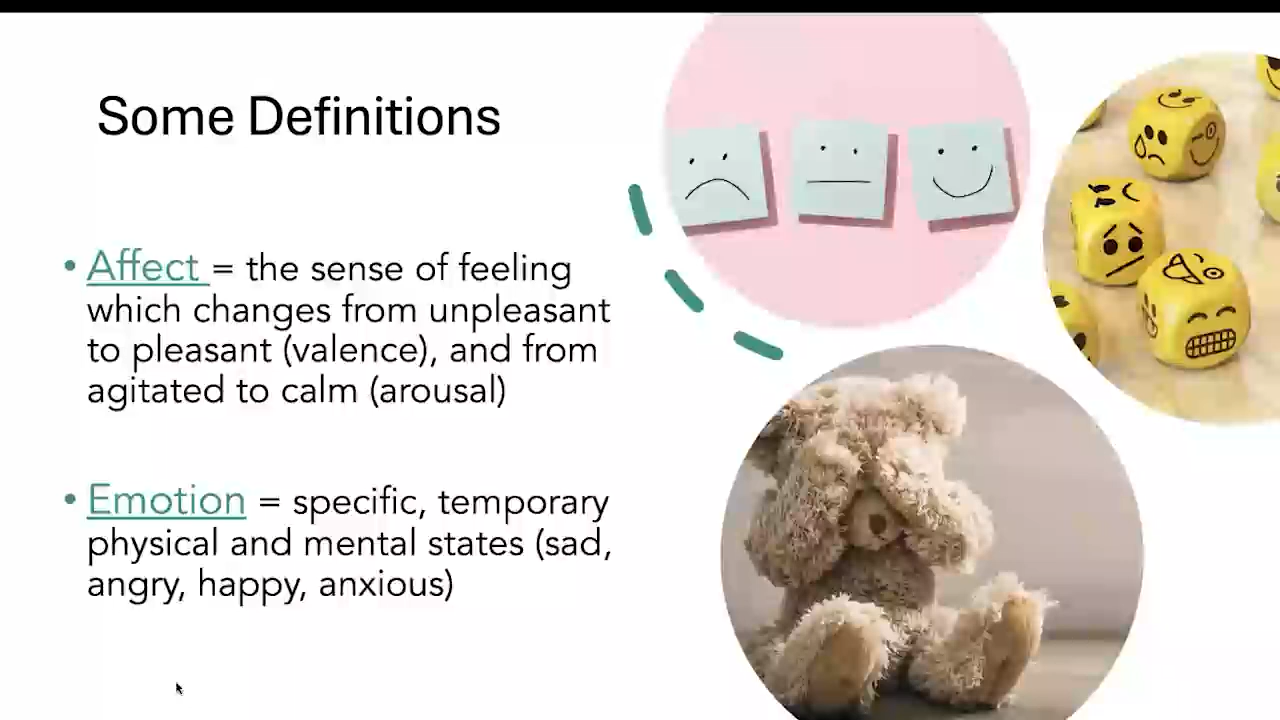 Some Definitions
• Affect = the sense of feeling
which changes from unpleasant
to pleasant (valence), and from
agitated to calm (arousal)
• Emotion = specific, temporary
physical and mental states (sad,
angry, happy, anxious)